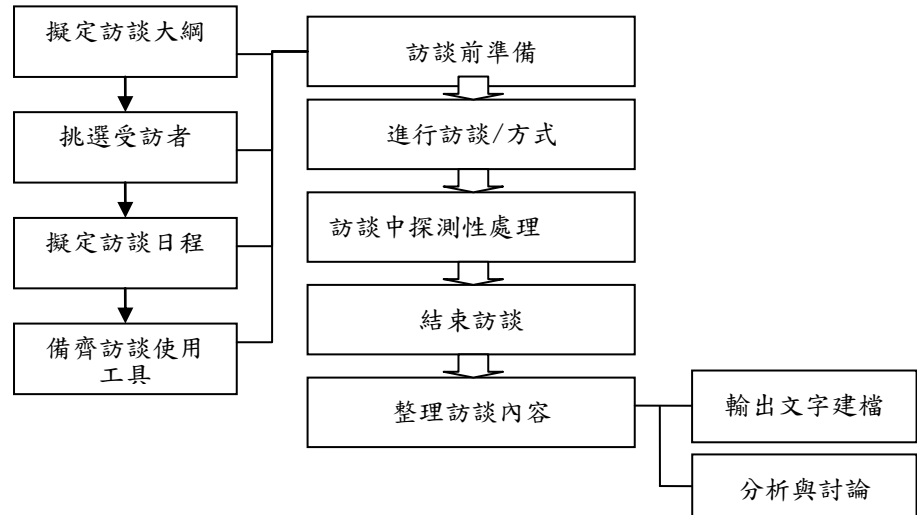 擬定訪談大綱
挑選受訪者
擬定訪談日程
備齊訪談使用
工具
訪談前準備
進行訪談/方式
訪談中探測性處理
結束訪談
整理訪談內容
輸出文字建檔
分析與討論